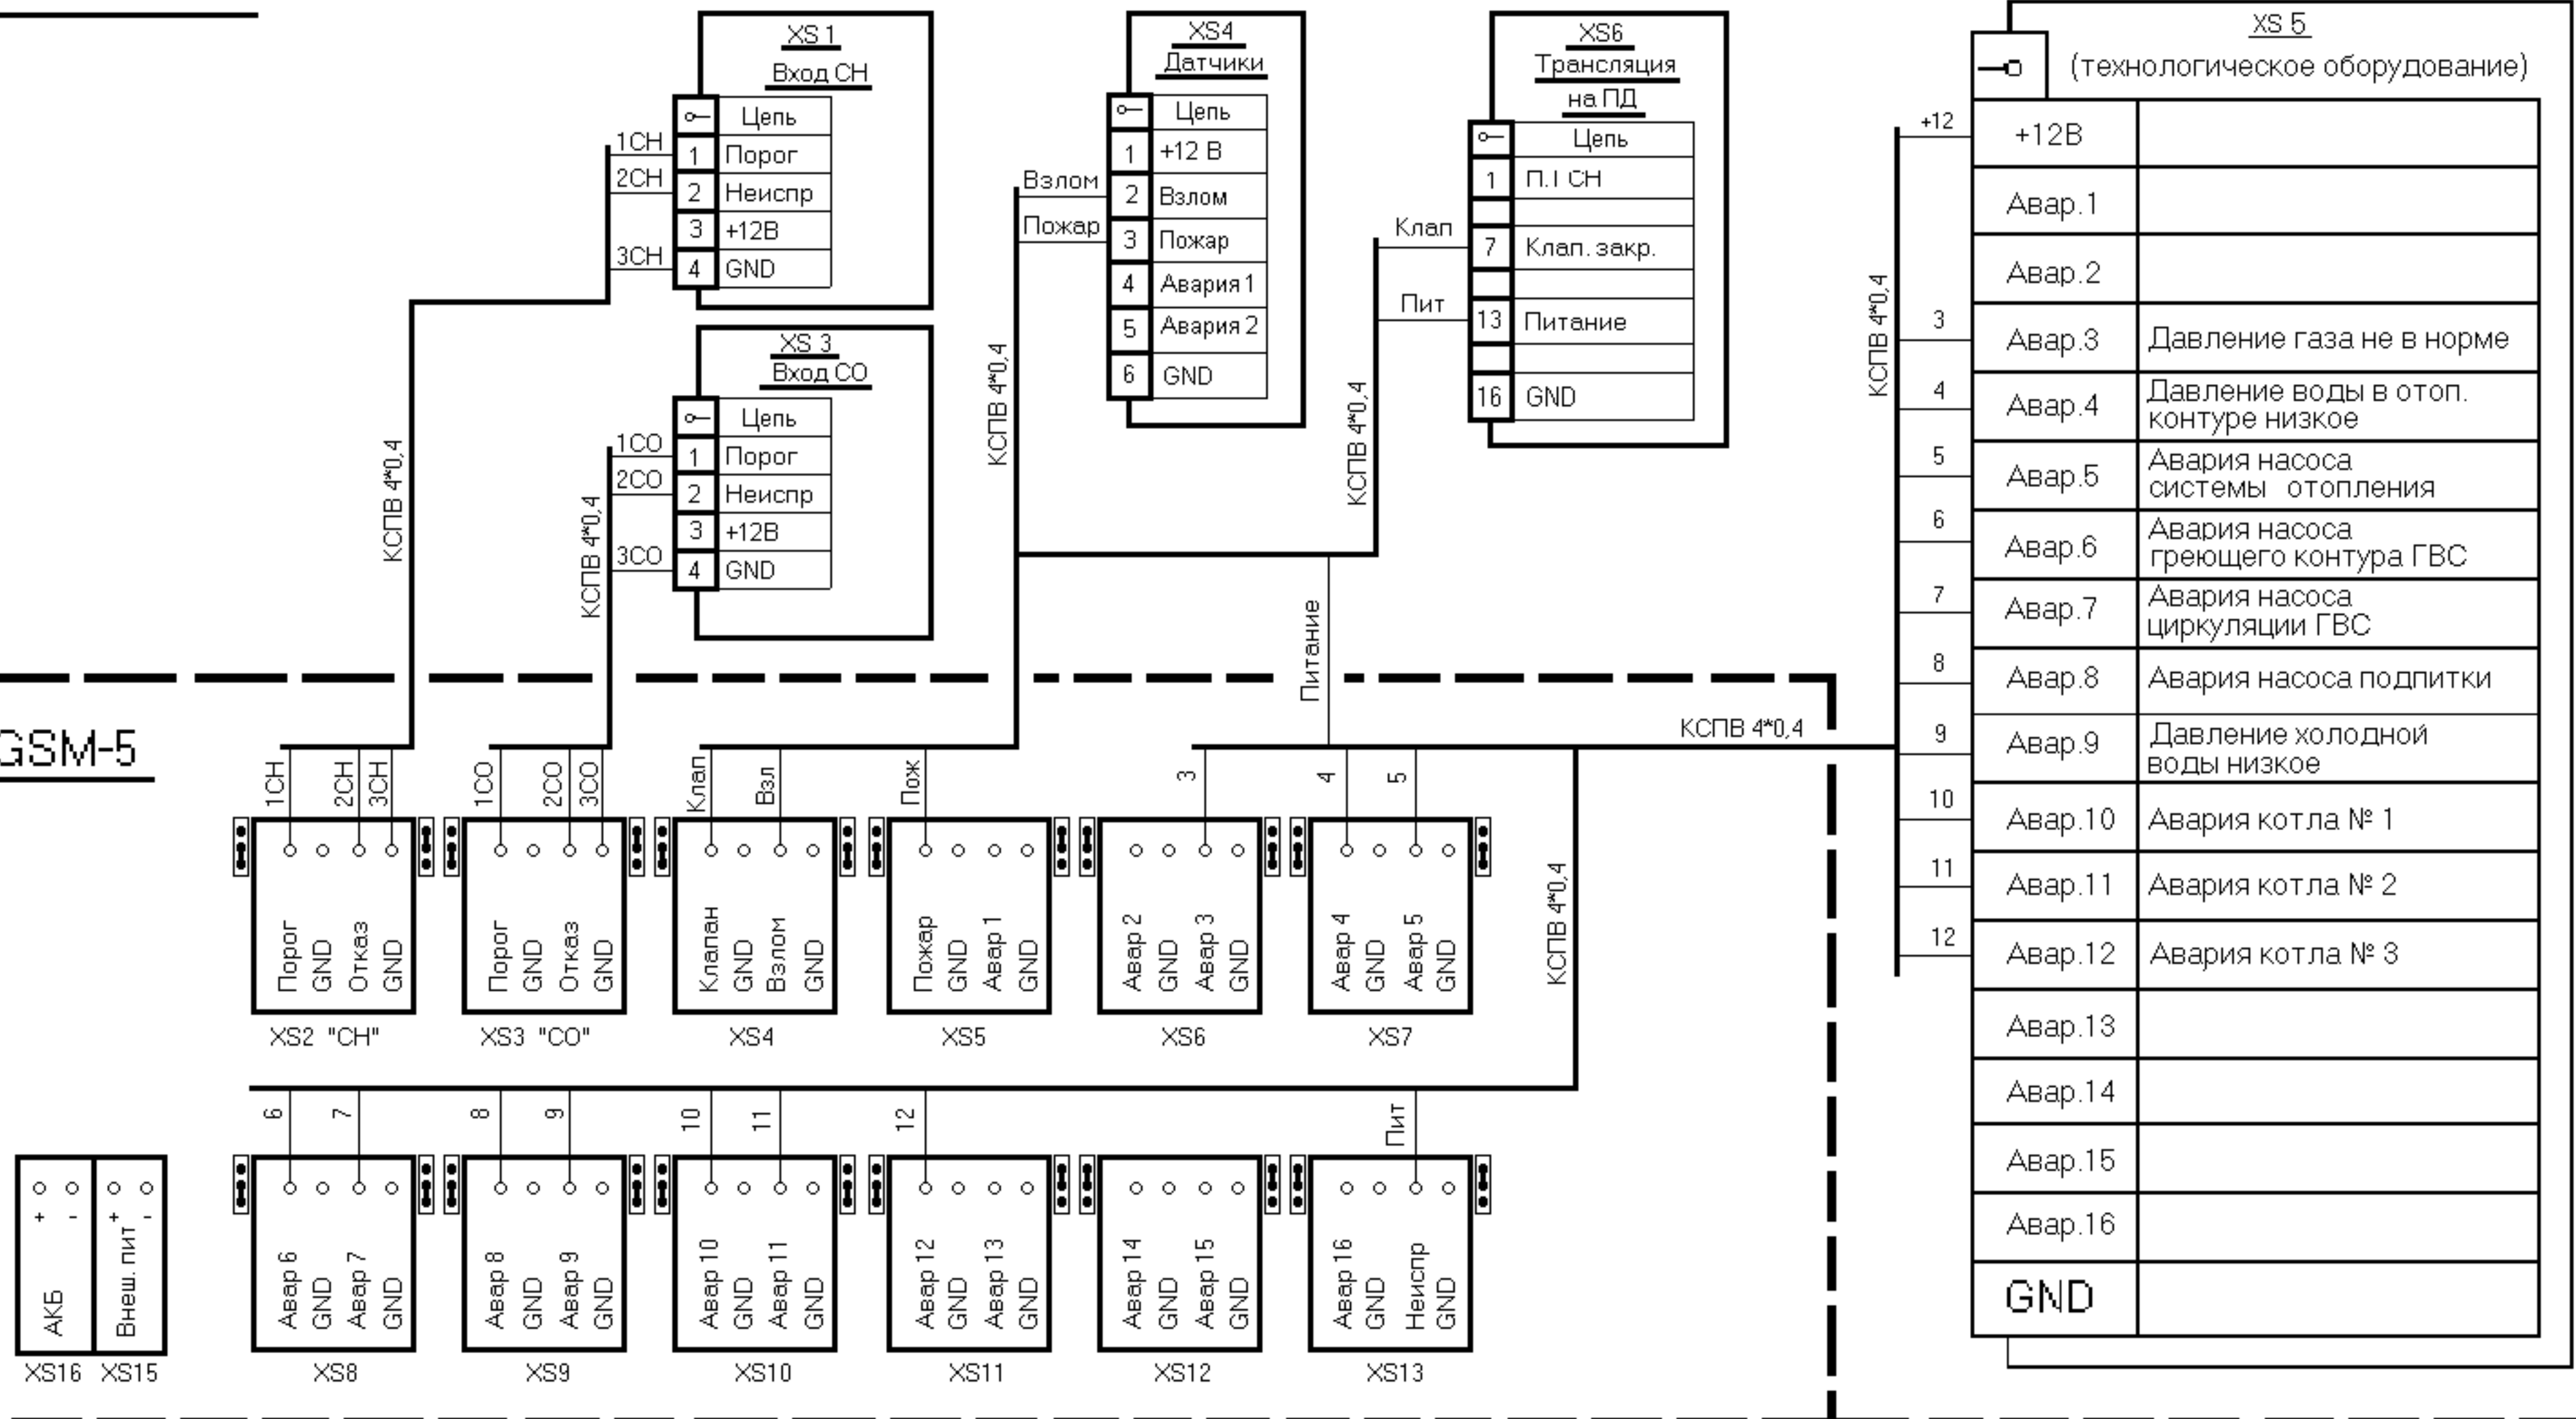 XS 1
Вход СН
Цепь
1СН
1 Порог
2СН
2 Неиспр
3 +12В
3СН
4 GND
КСПВ 4*0,4
XS 3
Вход СО
Цепь
1СО
1 Порог
2СО
2 Неиспр
3 +12В
3СО
4 GND
КСПВ 4*0,4
XS4
Датчики
Цепь
1 +12 В
Взлом
2 Взлом
Пожар
3 Пожар
4 Авария 1
5 Авария 2
6 GND
КСПВ 4*0,4
XS6
Трансляция
на ПД
Цепь
1 П.I СН
Клап
7 Клап. закр.
Пит
13 Питание
16 GND
КСПВ 4*0,4
Питание
XS 5
(технологическое оборудование)
+12
+12В
Авар.1
Авар.2
3
Авар.3 Давление газа не в норме
4
Авар.4 Давление воды в отоп.
контуре низкое
5
Авар.5 Авария насоса
системы отопления
6
Авар.6 Авария насоса
греющего контура ГВС
7
Авар.7 Авария насоса
циркуляции ГВС
8
Авар.8 Авария насоса подпитки
9
Авар.9 Давление холодной
воды низкое
10
Авар.10 Авария котла № 1
11
Авар.11 Авария котла № 2
12
Авар.12 Авария котла № 3
Авар.13
Авар.14
Авар.15
Авар.16
GND
КСПВ 4*0,4
КСПВ 4*0,4
GSM-5
1СН
2СН
3СН
Порог
GND
Отказ
GND
XS2 "СН"
1СО
2СО
3СО
Порог
GND
Отказ
GND
XS3 "СО"
Клап
Взл
Клапан
GND
Взлом
GND
XS4
Пож
Пожар
GND
Авар 1
GND
XS5
3
Авар 2
GND
Авар 3
GND
XS6
4
5
Авар 4
GND
Авар 5
GND
XS7
КСПВ 4*0,4
+ -
АКБ
XS16
+ -
Внеш. пит
XS15
6
7
Авар 6
GND
Авар 7
GND
XS8
8
9
Авар 8
GND
Авар 9
GND
XS9
10
11
Авар 10
GND
Авар 11
GND
XS10
12
Авар 12
GND
Авар 13
GND
XS11
Авар 14
GND
Авар 15
GND
XS12
Пит
Авар 16
GND
Неиспр
GND
XS13